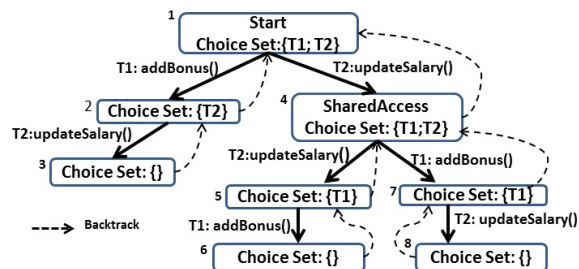 1
Start
Choice Set:{T1; T2}
T1: addBonus()
T2:updateSalary()
2
Choice Set: {T2}
4
SharedAccess
Choice Set: {T1;T2}
T2:updateSalary()
3
Choice Set: {}
T2:updateSalary()
T1: addBonus()
5
Choice Set: {T1}
7
Choice Set: {T1}
Backtrack
T1: addBonus()
T2: updateSalary()
6
Choice Set: {}
8
Choice Set: {}